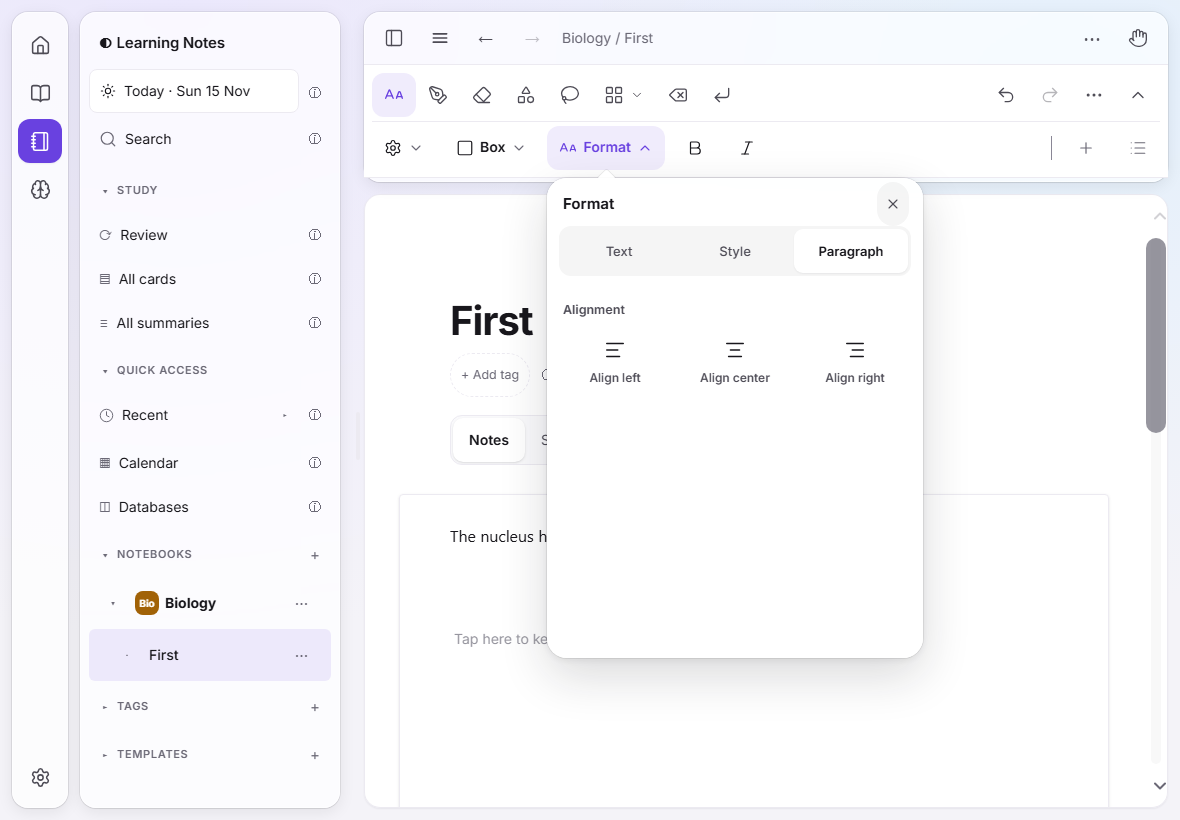 Learning Notes
Today · Sun 15 Nov
Search
STUDY
Review
All cards
All summaries
QUICK ACCESS
Recent
Calendar
Databases
NOTEBOOKS
Bio Biology
First
TAGS
TEMPLATES
Biology / First
AA
Box
AA Format
B I
Format
Text Style Paragraph
Alignment
Align left Align center Align right
First
+ Add tag
Notes
The nucleus
Tap here to